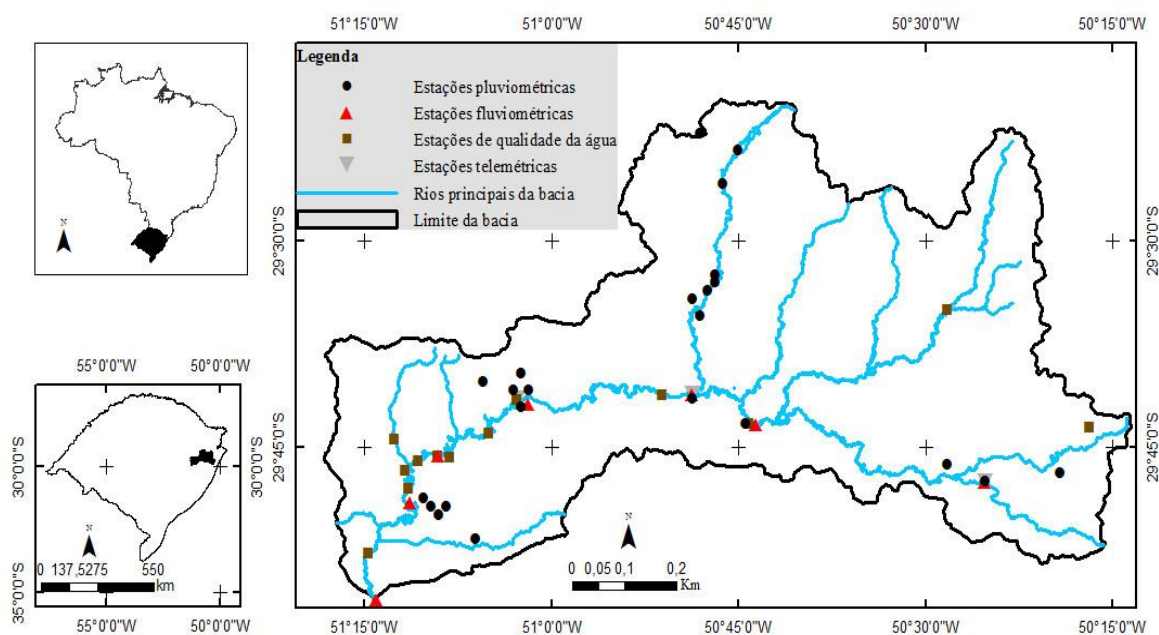 51°15'0"W 51°0'0"W 50°45'0"W 50°30'0"W 50°15'0"W
Legenda
Estações pluviométricas
Estações fluviométricas
Estações de qualidade da água
Estações telemétricas
Rios principais da bacia
Limite da bacia
N
29°30'0"S 29°30'0"S
29°45'0"S 29°45'0"S
N
0 0,05 0,1 0,2
Km
51°15'0"W 51°0'0"W 50°45'0"W 50°30'0"W 50°15'0"W
55°0'0"W 50°0'0"W
30°0'0"S 30°0'0"S
N
0 137,5275 550
km
35°0'0"S 35°0'0"S
55°0'0"W 50°0'0"W